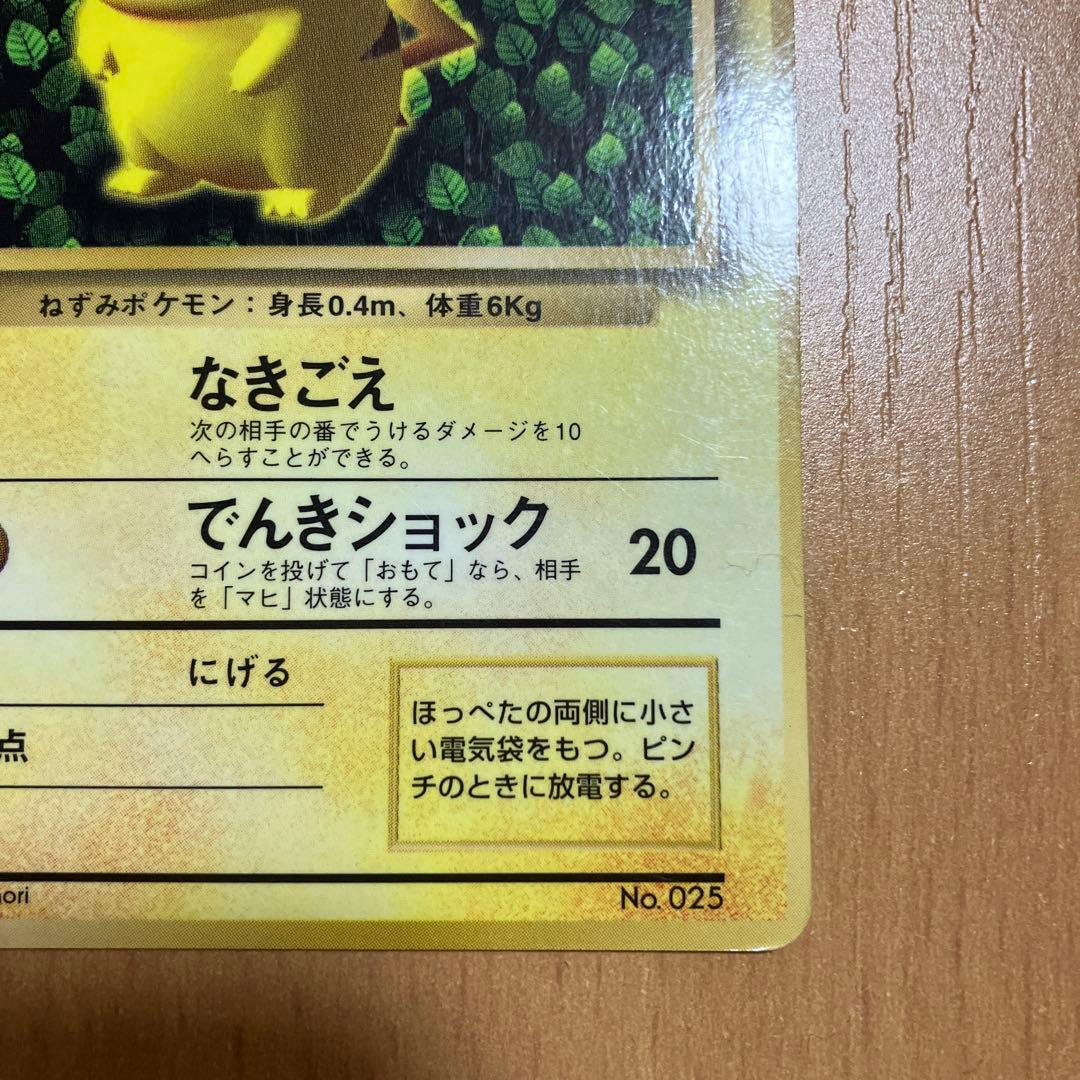 ねずみポケモン：身長0.4m、体重6Kg
なきごえ
次の相手の番でうけるダメージを10
へらすことができる。
でんきショック
20
コインを投げて「おもて」なら、相手
を「マヒ」状態にする。
にげる
点
ほっぺたの両側に小さ
い電気袋をもつ。ピン
チのときに放電する。
ori
No. 025